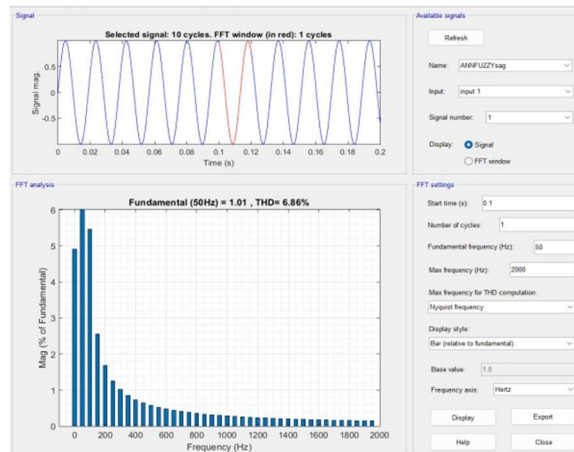 Signal
Selected signal: 10 cycles. FFT window (in red): 1 cycles
Signal mag.
0.5
0
-0.5
0 0.02 0.04 0.06 0.08 0.1 0.12 0.14 0.16 0.18 0.2
Time (s)
FFT analysis
Fundamental (50Hz) = 1.01 , THD= 6.86%
Mag (% of Fundamental)
6
5
4
3
2
1
0
0 200 400 600 800 1000 1200 1400 1600 1800 2000
Frequency (Hz)
Available signals
Refresh
Name: ANNFUZZYsag
Input: input 1
Signal number: 1
Display: Signal
FFT window
FFT settings
Start time (s): 0.1
Number of cycles: 1
Fundamental frequency (Hz): 50
Max frequency (Hz): 2000
Max frequency for THD computation:
Nyquist frequency
Display style:
Bar (relative to fundamental)
Base value: 1.0
Frequency axis: Hertz
Display Export
Help Close